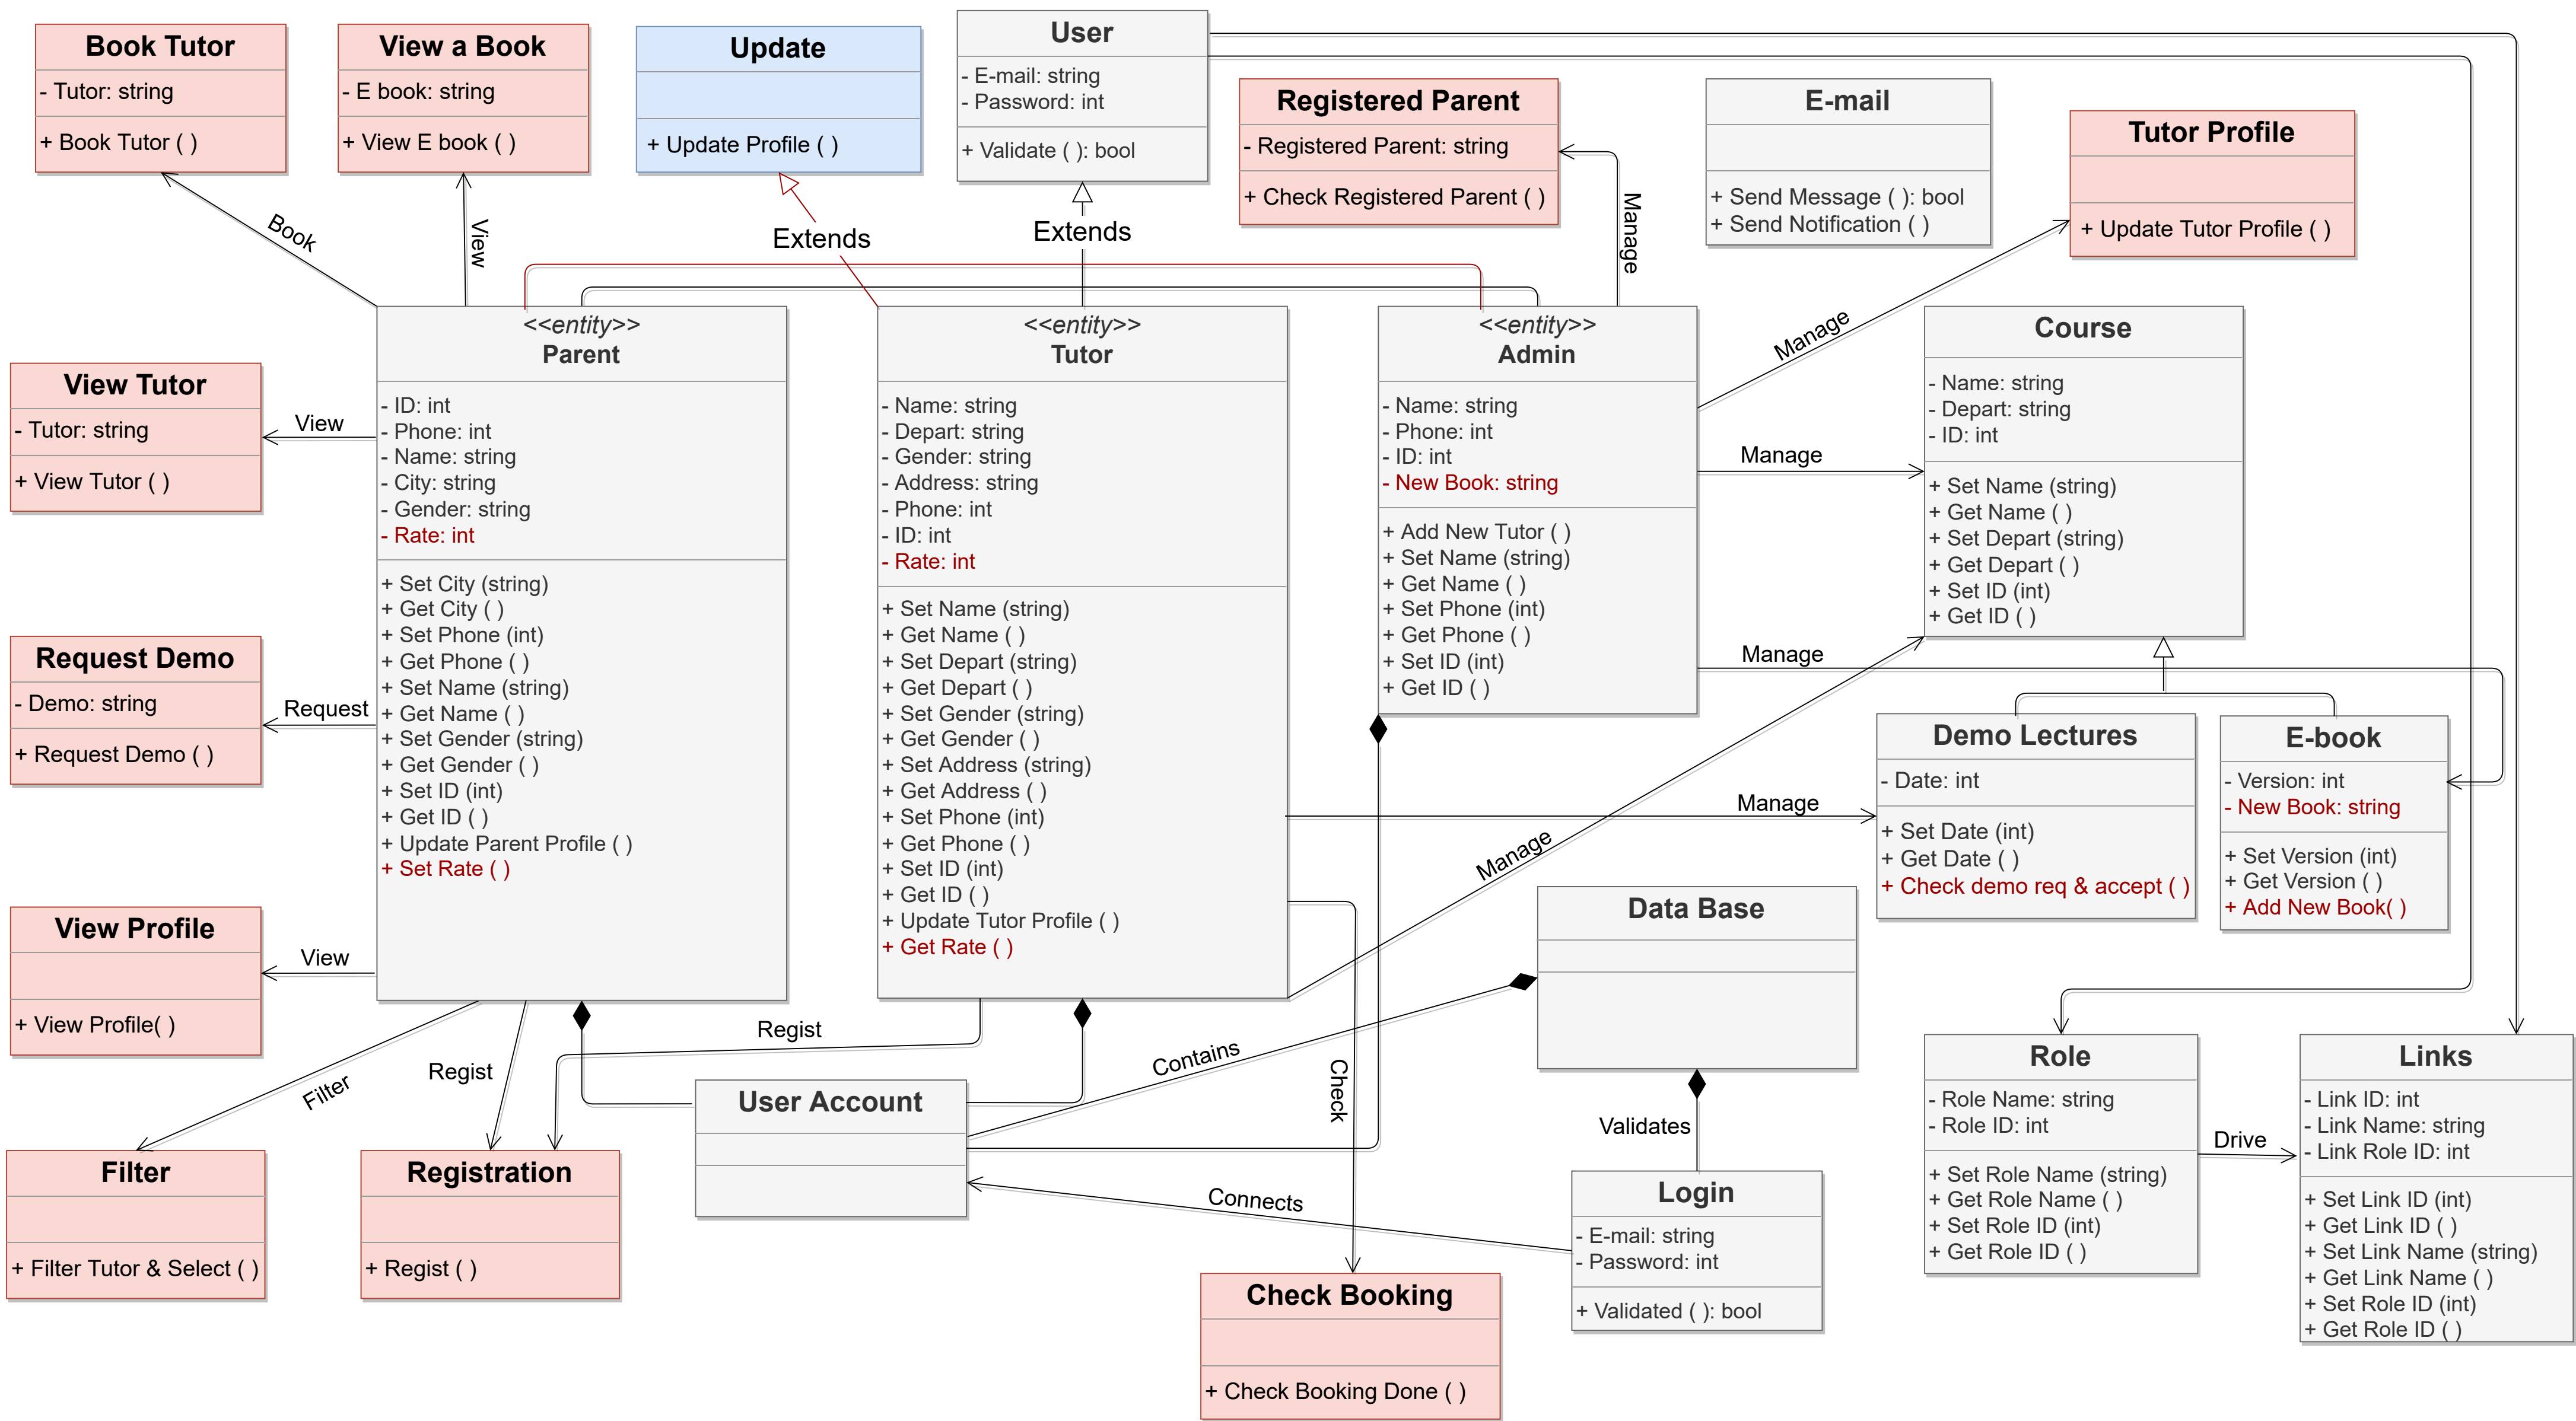 Book Tutor
- Tutor: string
+ Book Tutor ( )
View a Book
- E book: string
+ View E book ( )
Update
+ Update Profile ( )
User
- E-mail: string
- Password: int
+ Validate ( ): bool
Registered Parent
- Registered Parent: string
+ Check Registered Parent ( )
E-mail
+ Send Message ( ): bool
+ Send Notification ( )
Tutor Profile
+ Update Tutor Profile ( )
Book
View
Extends
Extends
Manage
Manage
View Tutor
- Tutor: string
+ View Tutor ( )
View
Request Demo
- Demo: string
+ Request Demo ( )
Request
View Profile
+ View Profile( )
View
<<entity>>
Parent
- ID: int
- Phone: int
- Name: string
- City: string
- Gender: string
- Rate: int
+ Set City (string)
+ Get City ( )
+ Set Phone (int)
+ Get Phone ( )
+ Set Name (string)
+ Get Name ( )
+ Set Gender (string)
+ Get Gender ( )
+ Set ID (int)
+ Get ID ( )
+ Update Parent Profile ( )
+ Set Rate ( )
<<entity>>
Tutor
- Name: string
- Depart: string
- Gender: string
- Address: string
- Phone: int
- ID: int
- Rate: int
+ Set Name (string)
+ Get Name ( )
+ Set Depart (string)
+ Get Depart ( )
+ Set Gender (string)
+ Get Gender ( )
+ Set Address (string)
+ Get Address ( )
+ Set Phone (int)
+ Get Phone ( )
+ Set ID (int)
+ Get ID ( )
+ Update Tutor Profile ( )
+ Get Rate ( )
<<entity>>
Admin
- Name: string
- Phone: int
- ID: int
- New Book: string
+ Add New Tutor ( )
+ Set Name (string)
+ Get Name ( )
+ Set Phone (int)
+ Get Phone ( )
+ Set ID (int)
+ Get ID ( )
Manage
Manage
Manage
Manage
Course
- Name: string
- Depart: string
- ID: int
+ Set Name (string)
+ Get Name ( )
+ Set Depart (string)
+ Get Depart ( )
+ Set ID (int)
+ Get ID ( )
Demo Lectures
- Date: int
+ Set Date (int)
+ Get Date ( )
+ Check demo req & accept ( )
E-book
- Version: int
- New Book: string
+ Set Version (int)
+ Get Version ( )
+ Add New Book( )
Data Base
Filter
Regist
Regist
Contains
Check
Validates
Connects
User Account
Filter
+ Filter Tutor & Select ( )
Registration
+ Regist ( )
Check Booking
+ Check Booking Done ( )
Login
- E-mail: string
- Password: int
+ Validated ( ): bool
Role
- Role Name: string
- Role ID: int
+ Set Role Name (string)
+ Get Role Name ( )
+ Set Role ID (int)
+ Get Role ID ( )
Drive
Links
- Link ID: int
- Link Name: string
- Link Role ID: int
+ Set Link ID (int)
+ Get Link ID ( )
+ Set Link Name (string)
+ Get Link Name ( )
+ Set Role ID (int)
+ Get Role ID ( )